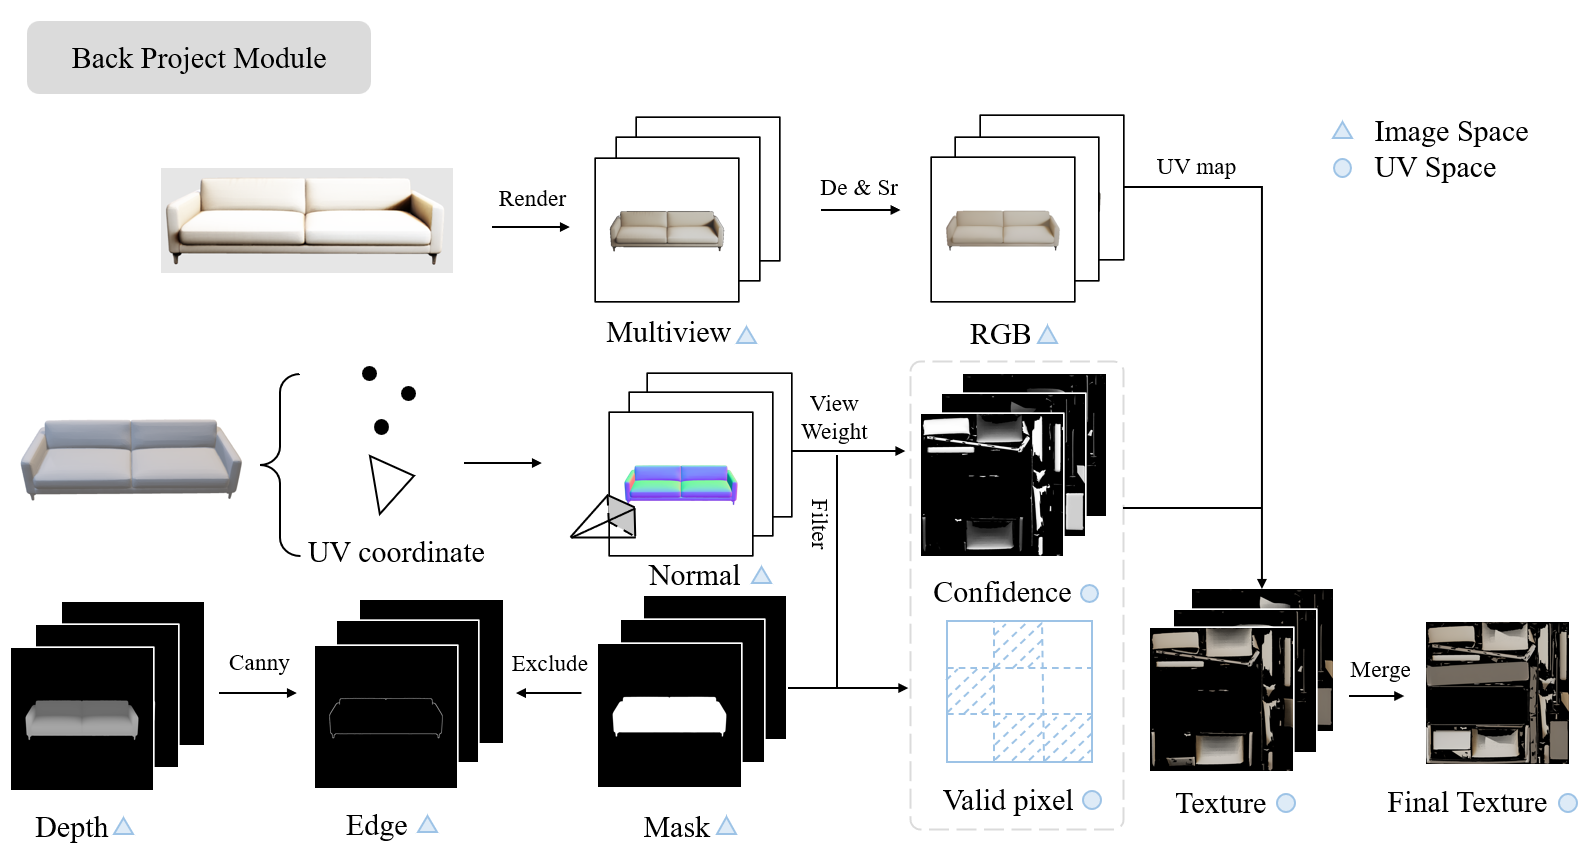 Back Project Module
Image Space
UV Space
Render
De & Sr
UV map
Multiview
RGB
View
Weight
Filter
UV coordinate
Normal
Confidence
Canny
Exclude
Merge
Depth
Edge
Mask
Valid pixel
Texture
Final Texture